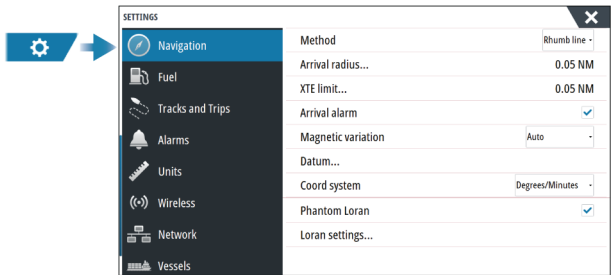 SETTINGS
Navigation
Fuel
Tracks and Trips
Alarms
Units
Wireless
Network
Vessels
Method Rhumb line
Arrival radius... 0.05 NM
XTE limit... 0.05 NM
Arrival alarm
Magnetic variation Auto
Datum...
Coord system Degrees/Minutes
Phantom Loran
Loran settings...